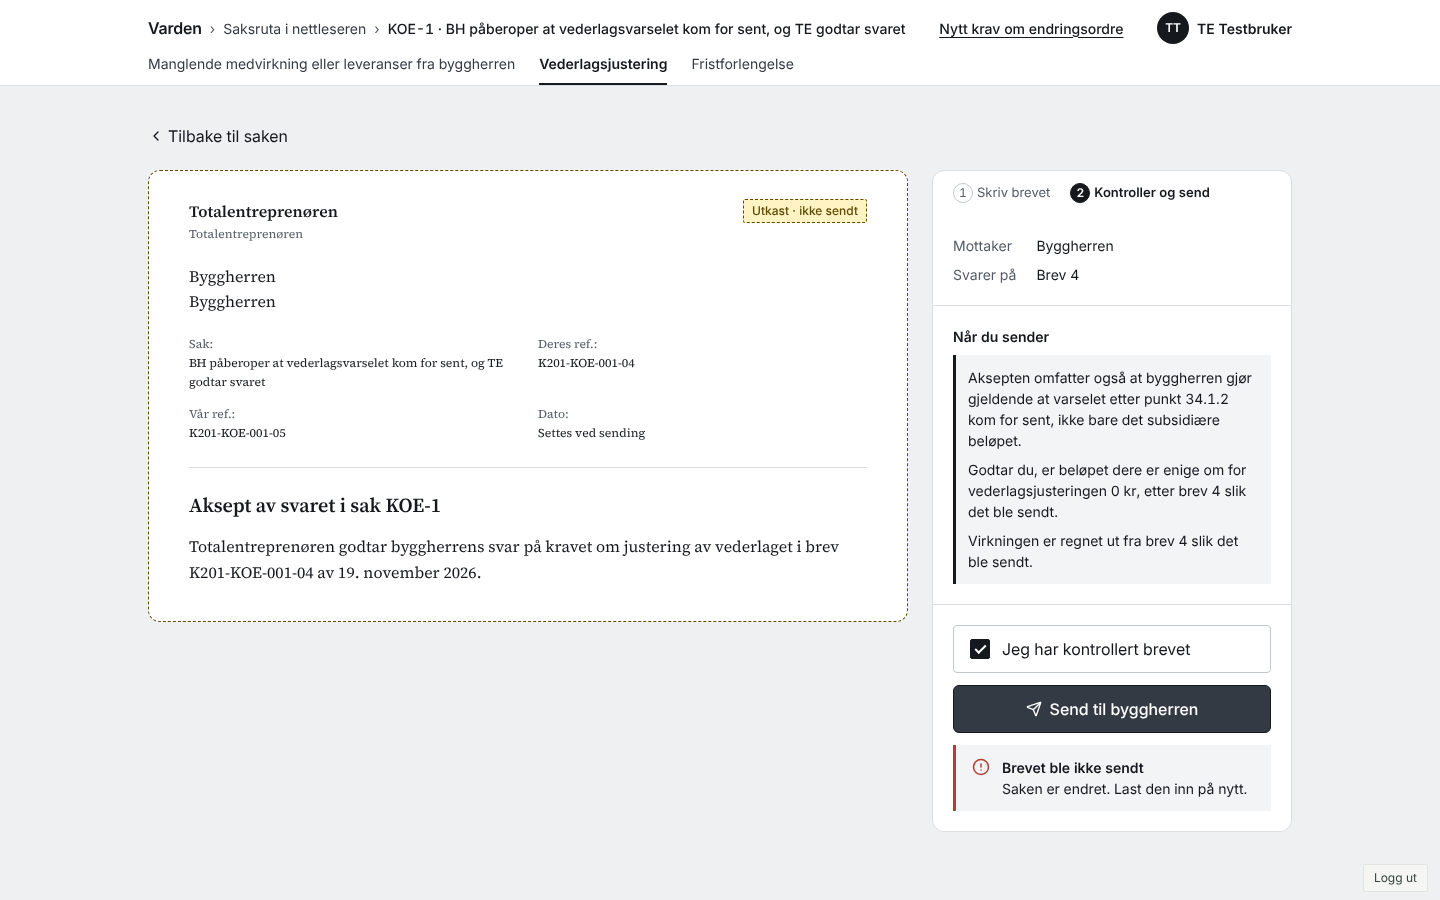 Varden › Saksruta i nettleseren › KOE-1 · BH påberoper at vederlagsvarselet kom for sent, og TE godtar svaret
Nytt krav om endringsordre
TT TE Testbruker
Manglende medvirkning eller leveranser fra byggherren
Vederlagsjustering
Fristforlengelse
Tilbake til saken
Totalentreprenøren
Utkast · ikke sendt
Totalentreprenøren
Byggherren
Byggherren
Sak:
BH påberoper at vederlagsvarselet kom for sent, og TE
godtar svaret
Deres ref.:
K201-KOE-001-04
Vår ref.:
K201-KOE-001-05
Dato:
Settes ved sending
Aksept av svaret i sak KOE-1
Totalentreprenøren godtar byggherrens svar på kravet om justering av vederlaget i brev
K201-KOE-001-04 av 19. november 2026.
1 Skriv brevet
2 Kontroller og send
Mottaker Byggherren
Svarer på Brev 4
Når du sender
Aksepten omfatter også at byggherren gjør
gjeldende at varselet etter punkt 34.1.2
kom for sent, ikke bare det subsidiære
beløpet.
Godtar du, er beløpet dere er enige om for
vederlagsjusteringen 0 kr, etter brev 4 slik
det ble sendt.
Virkningen er regnet ut fra brev 4 slik det
ble sendt.
Jeg har kontrollert brevet
Send til byggherren
Brevet ble ikke sendt
Saken er endret. Last den inn på nytt.
Logg ut